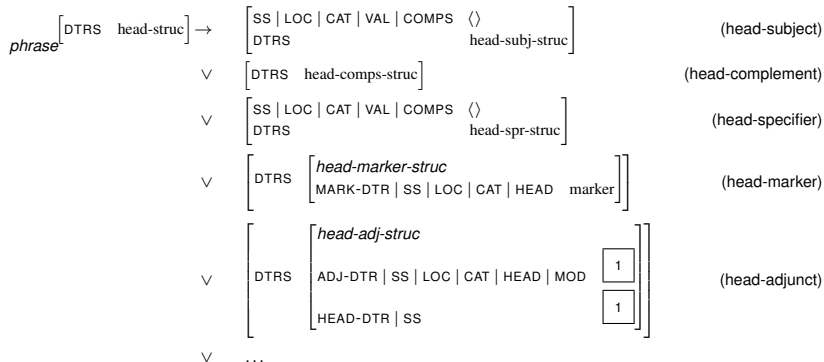 phrase[DTRS head-struc] → [SS | LOC | CAT | VAL | COMPS ⟨⟩
DTRS head-subj-struc] (head-subject)
∨ [DTRS head-comps-struc] (head-complement)
∨ [SS | LOC | CAT | VAL | COMPS ⟨⟩
DTRS head-spr-struc] (head-specifier)
∨ [DTRS [head-marker-struc
MARK-DTR | SS | LOC | CAT | HEAD marker]] (head-marker)
∨ [DTRS [head-adj-struc
ADJ-DTR | SS | LOC | CAT | HEAD | MOD 1
HEAD-DTR | SS 1]] (head-adjunct)
∨ ...